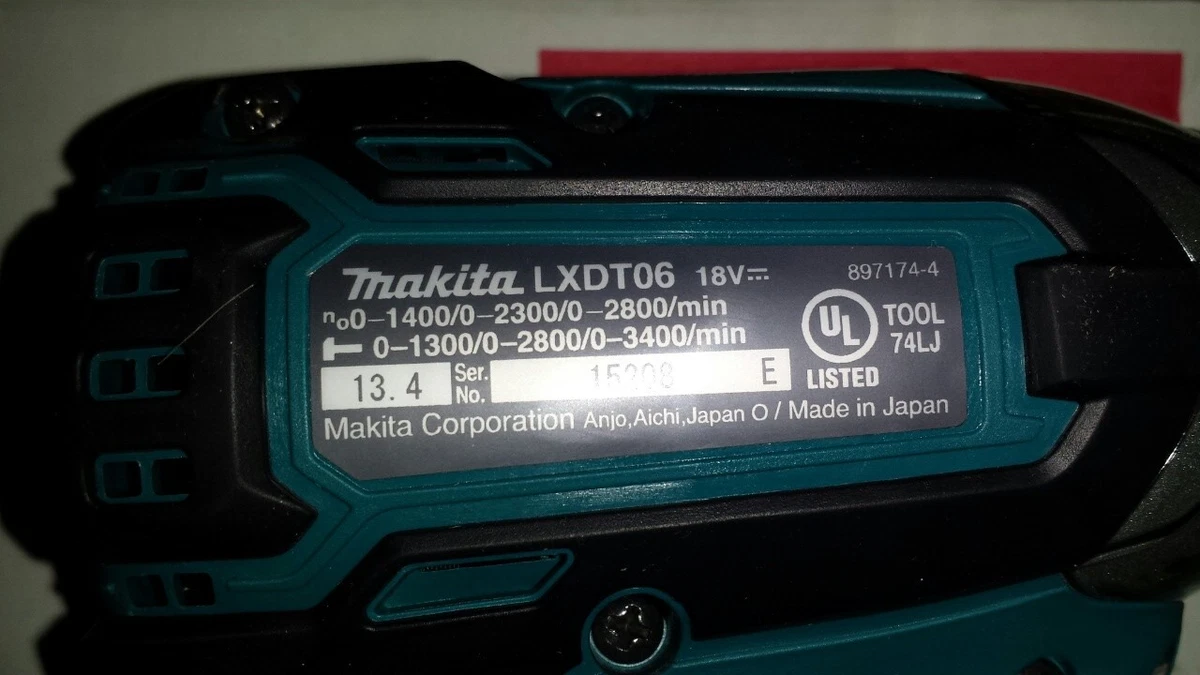 makita LXDT06 18V⎓ 897174-4
no0–1400/0–2300/0–2800/min
0–1300/0–2800/0–3400/min
UL LISTED
TOOL
74LJ
13.4 Ser. No. E
Makita Corporation Anjo,Aichi,Japan O / Made in Japan